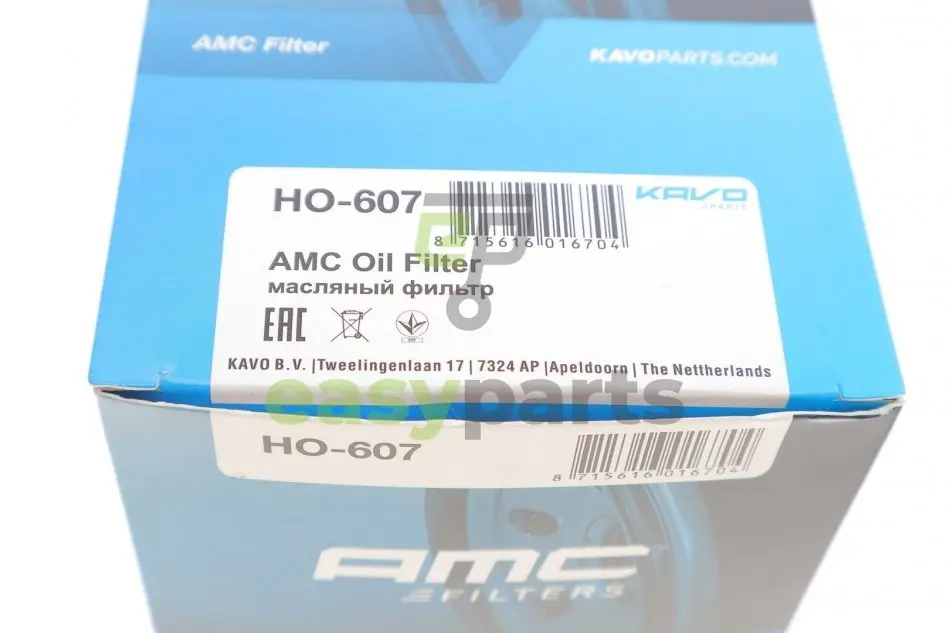 AMC Filter
KAVOPARTS.COM
HO-607
KAVO
PARTS
8 715616 016704
AMC Oil Filter
масляный фильтр
EAC
KAVO B.V. |Tweelingenlaan 17 | 7324 AP |Apeldoorn | The Nettherlands
easyparts
HO-607
8 715616 016704
AMC
FILTERS